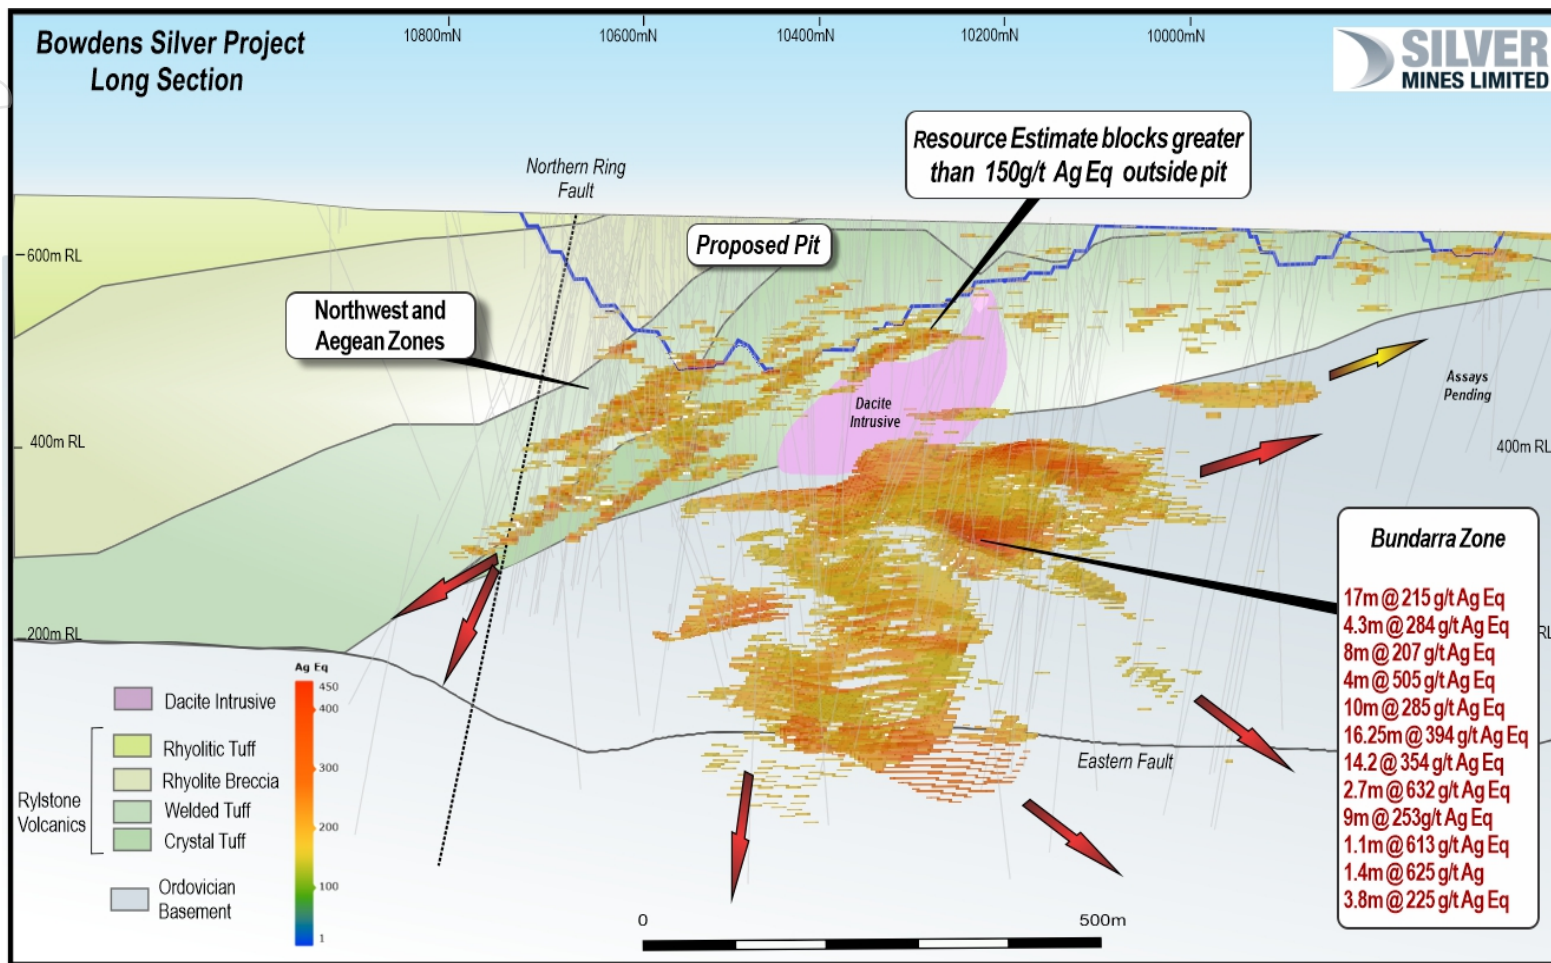 Bowdens Silver Project
Long Section
10800mN
10600mN
10400mN
10200mN
10000mN
SILVER
MINES LIMITED
Northern Ring
Fault
Resource Estimate blocks greater
than 150g/t Ag Eq outside pit
Proposed Pit
600m RL
Northwest and
Aegean Zones
Dacite
Intrusive
Assays
Pending
400m RL
400m RL
Bundarra Zone
17m @ 215 g/t Ag Eq
4.3m @ 284 g/t Ag Eq
8m @ 207 g/t Ag Eq
4m @ 505 g/t Ag Eq
10m @ 285 g/t Ag Eq
16.25m @ 394 g/t Ag Eq
14.2 @ 354 g/t Ag Eq
2.7m @ 632 g/t Ag Eq
9m @ 253g/t Ag Eq
1.1m @ 613 g/t Ag Eq
1.4m @ 625 g/t Ag
3.8m @ 225 g/t Ag Eq
200m RL
RL
Eastern Fault
Ag Eq
450
400
300
200
100
1
Dacite Intrusive
Rhyolitic Tuff
Rhyolite Breccia
Welded Tuff
Crystal Tuff
Rylstone
Volcanics
Ordovician
Basement
0
500m